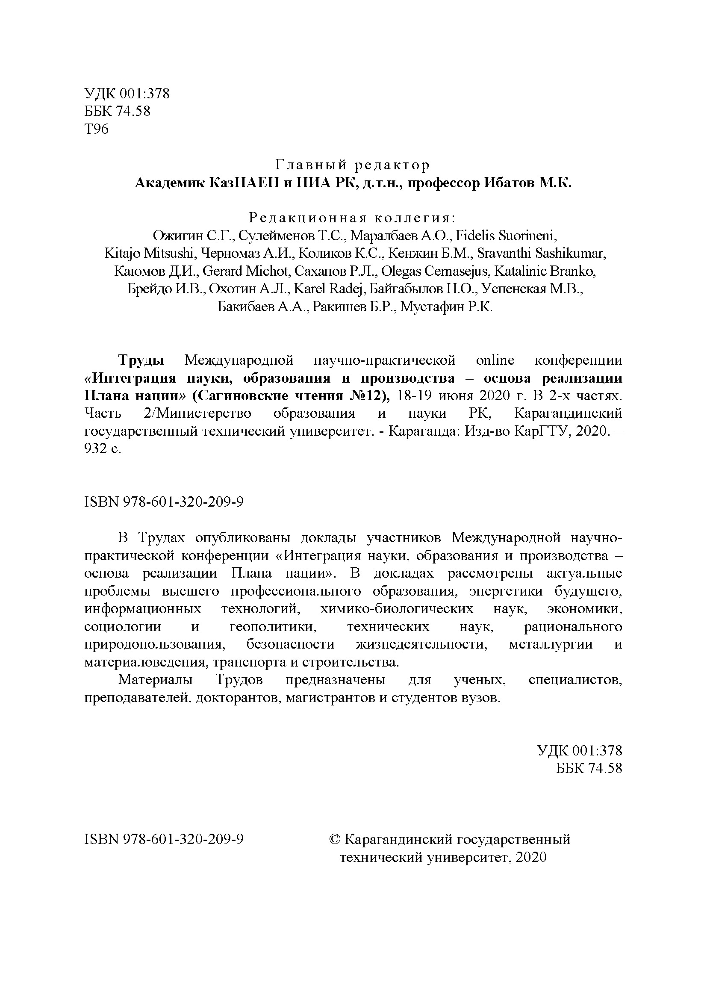 УДК 001:378
ББК 74.58
Т96
Главный редактор
Академик КазНАЕН и НИА РК, д.т.н., профессор Ибатов М.К.
Редакционная коллегия:
Ожигин С.Г., Сулейменов Т.С., Маралбаев А.О., Fidelis Suorineni,
Kitajo Mitsushi, Черномаз А.И., Коликов К.С., Кенжин Б.М., Sravanthi Sashikumar,
Каюмов Д.И., Gerard Michot, Сахапов Р.Л., Olegas Cernasejus, Katalinic Branko,
Брейдо И.В., Охотин А.Л., Karel Radej, Байгабылов Н.О., Успенская М.В.,
Бакибаев А.А., Ракишев Б.Р., Мустафин Р.К.
Труды Международной научно-практической online конференции
«Интеграция науки, образования и производства – основа реализации
Плана нации» (Сагиновские чтения №12), 18-19 июня 2020 г. В 2-х частях.
Часть 2/Министерство образования и науки РК, Карагандинский
государственный технический университет. - Караганда: Изд-во КарГТУ, 2020. –
932 с.
ISBN 978-601-320-209-9
В Трудах опубликованы доклады участников Международной научно-
практической конференции «Интеграция науки, образования и производства –
основа реализации Плана нации». В докладах рассмотрены актуальные
проблемы высшего профессионального образования, энергетики будущего,
информационных технологий, химико-биологических наук, экономики,
социологии и геополитики, технических наук, рационального
природопользования, безопасности жизнедеятельности, металлургии и
материаловедения, транспорта и строительства.
Материалы Трудов предназначены для ученых, специалистов,
преподавателей, докторантов, магистрантов и студентов вузов.
УДК 001:378
ББК 74.58
ISBN 978-601-320-209-9 © Карагандинский государственный
технический университет, 2020